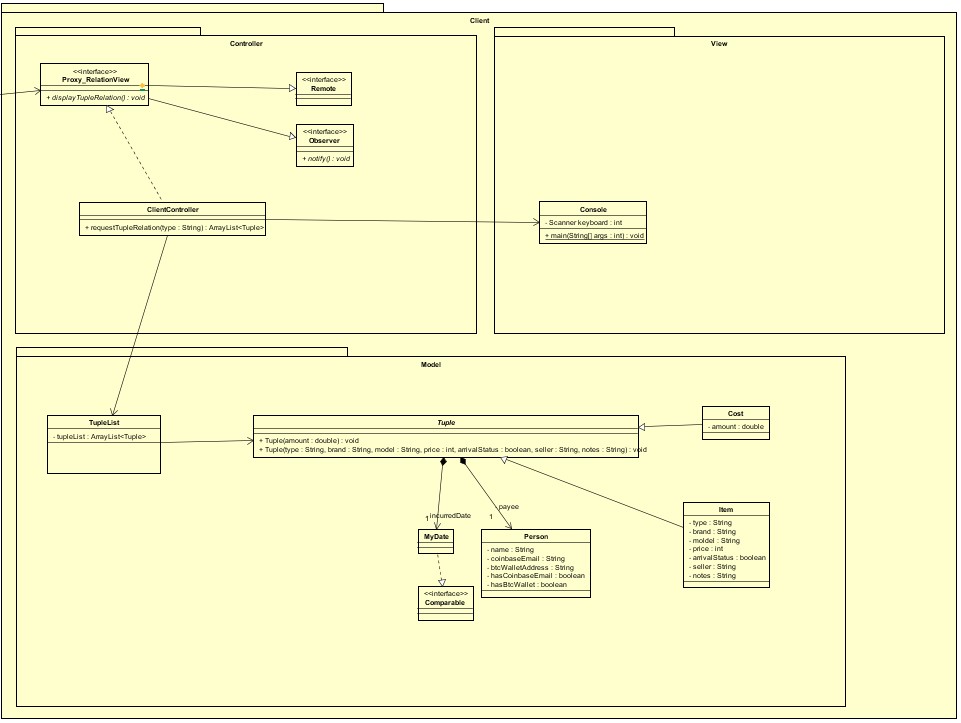 Client
Controller
View
<<interface>>
Proxy_RelationView
+ displayTupleRelation() : void
<<interface>>
Remote
<<interface>>
Observer
+ notify() : void
ClientController
+ requestTupleRelation(type : String) : ArrayList<Tuple>
Console
- Scanner keyboard : int
+ main(String[] args : int) : void
Model
TupleList
- tupleList : ArrayList<Tuple>
Tuple
+ Tuple(amount : double) : void
+ Tuple(type : String, brand : String, model : String, price : int, arrivalStatus : boolean, seller : String, notes : String) : void
Cost
- amount : double
1
incurredDate
payee
1
MyDate
<<interface>>
Comparable
Person
- name : String
- coinbaseEmail : String
- btcWalletAddress : String
- hasCoinbaseEmail : boolean
- hasBtcWallet : boolean
Item
- type : String
- brand : String
- moldel : String
- price : int
- arrivalStatus : boolean
- seller : String
- notes : String